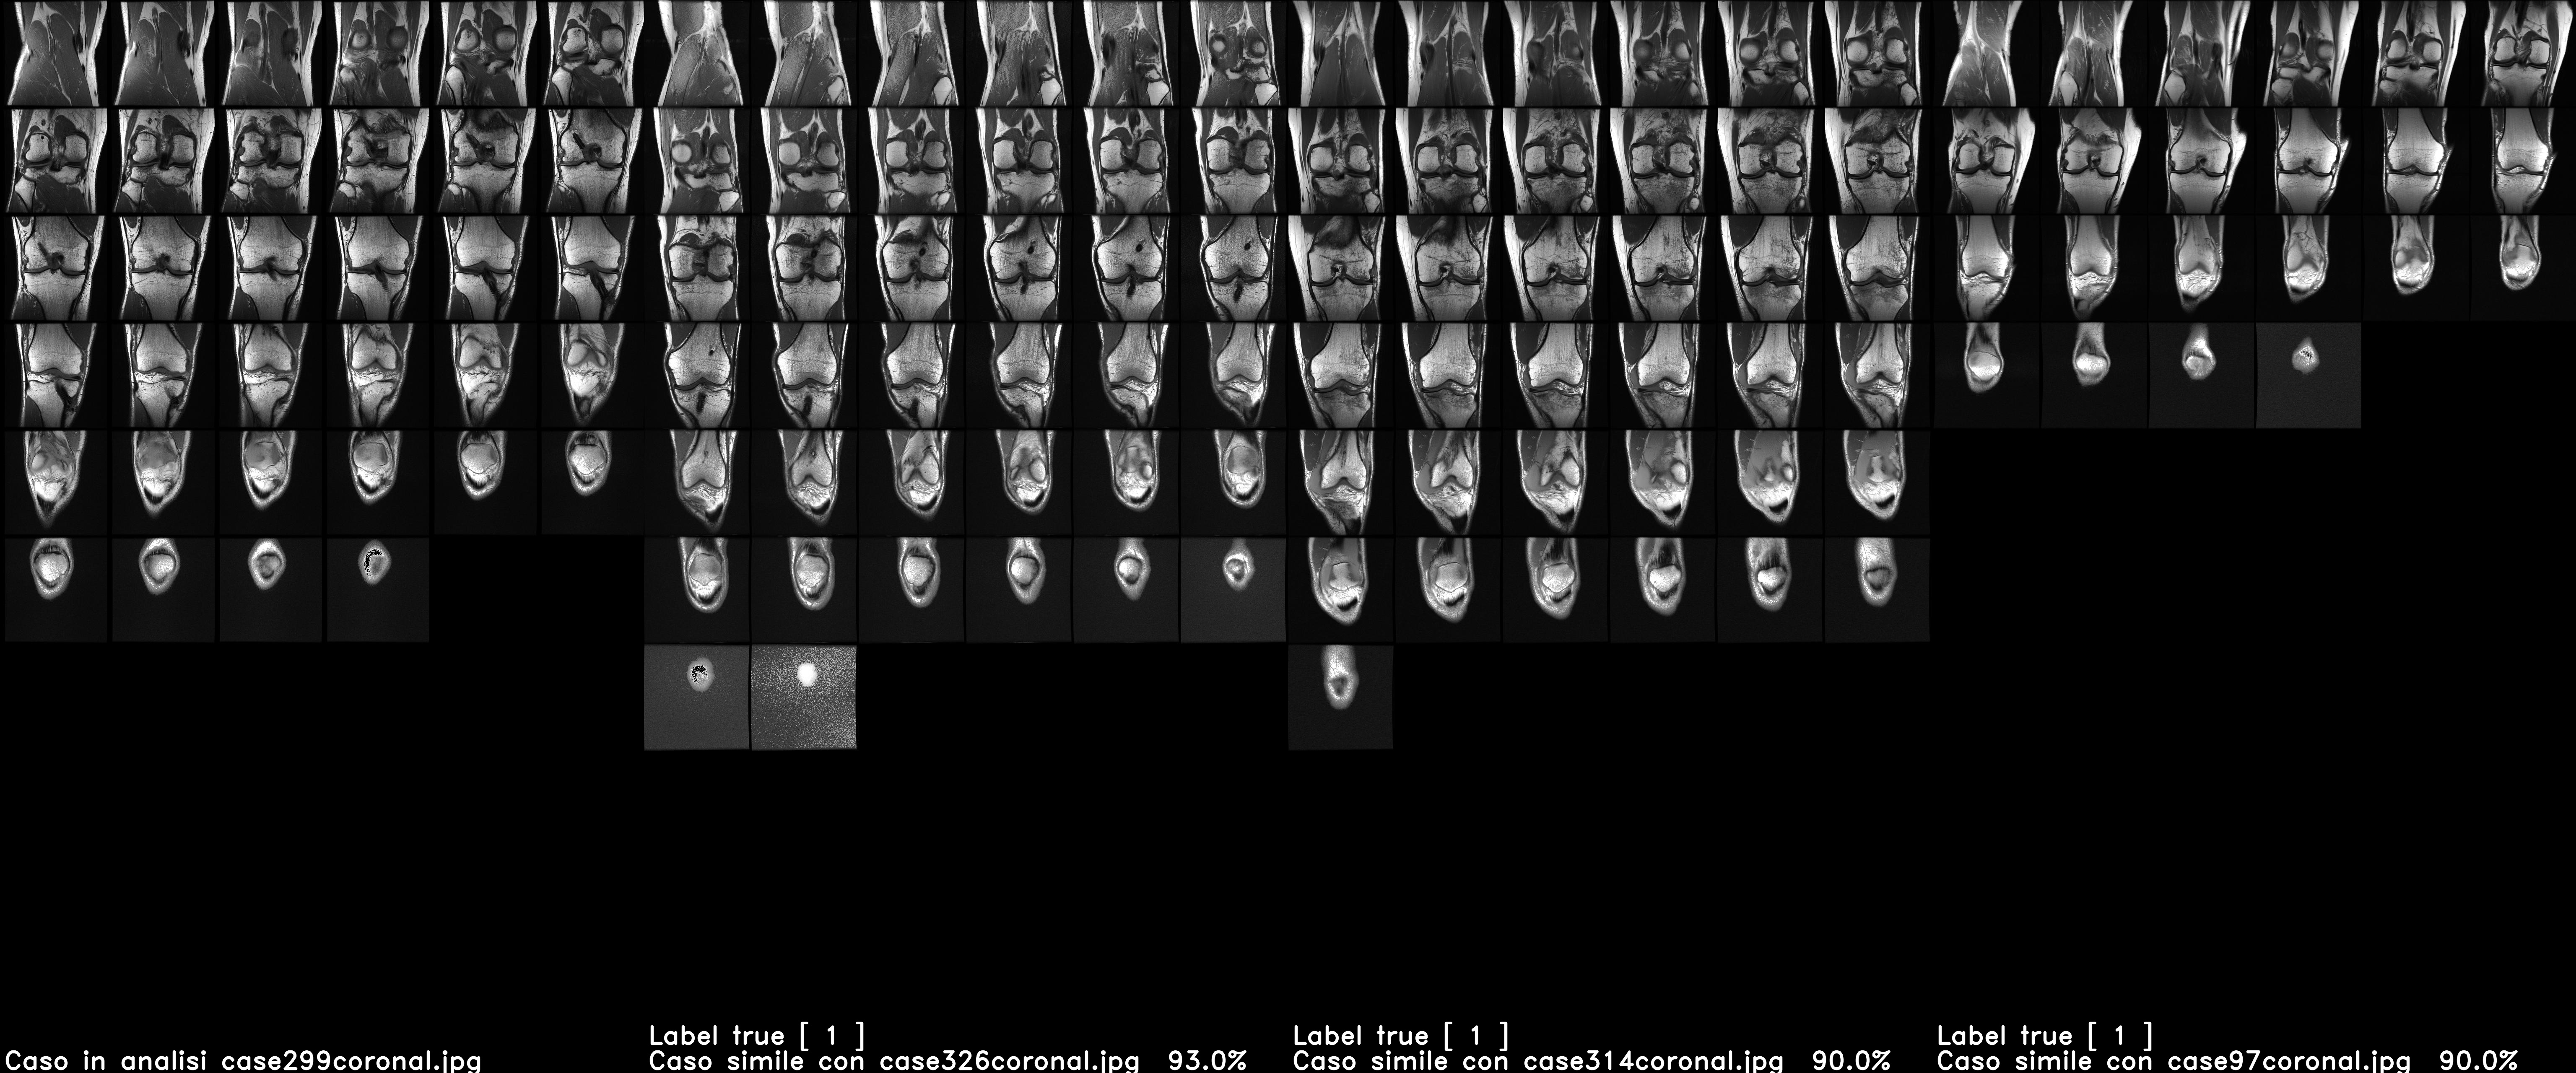 Caso in analisi case299coronal.jpg
Label true [ 1 ]
Caso simile con case326coronal.jpg 93.0%
Label true [ 1 ]
Caso simile con case314coronal.jpg 90.0%
Label true [ 1 ]
Caso simile con case97coronal.jpg 90.0%